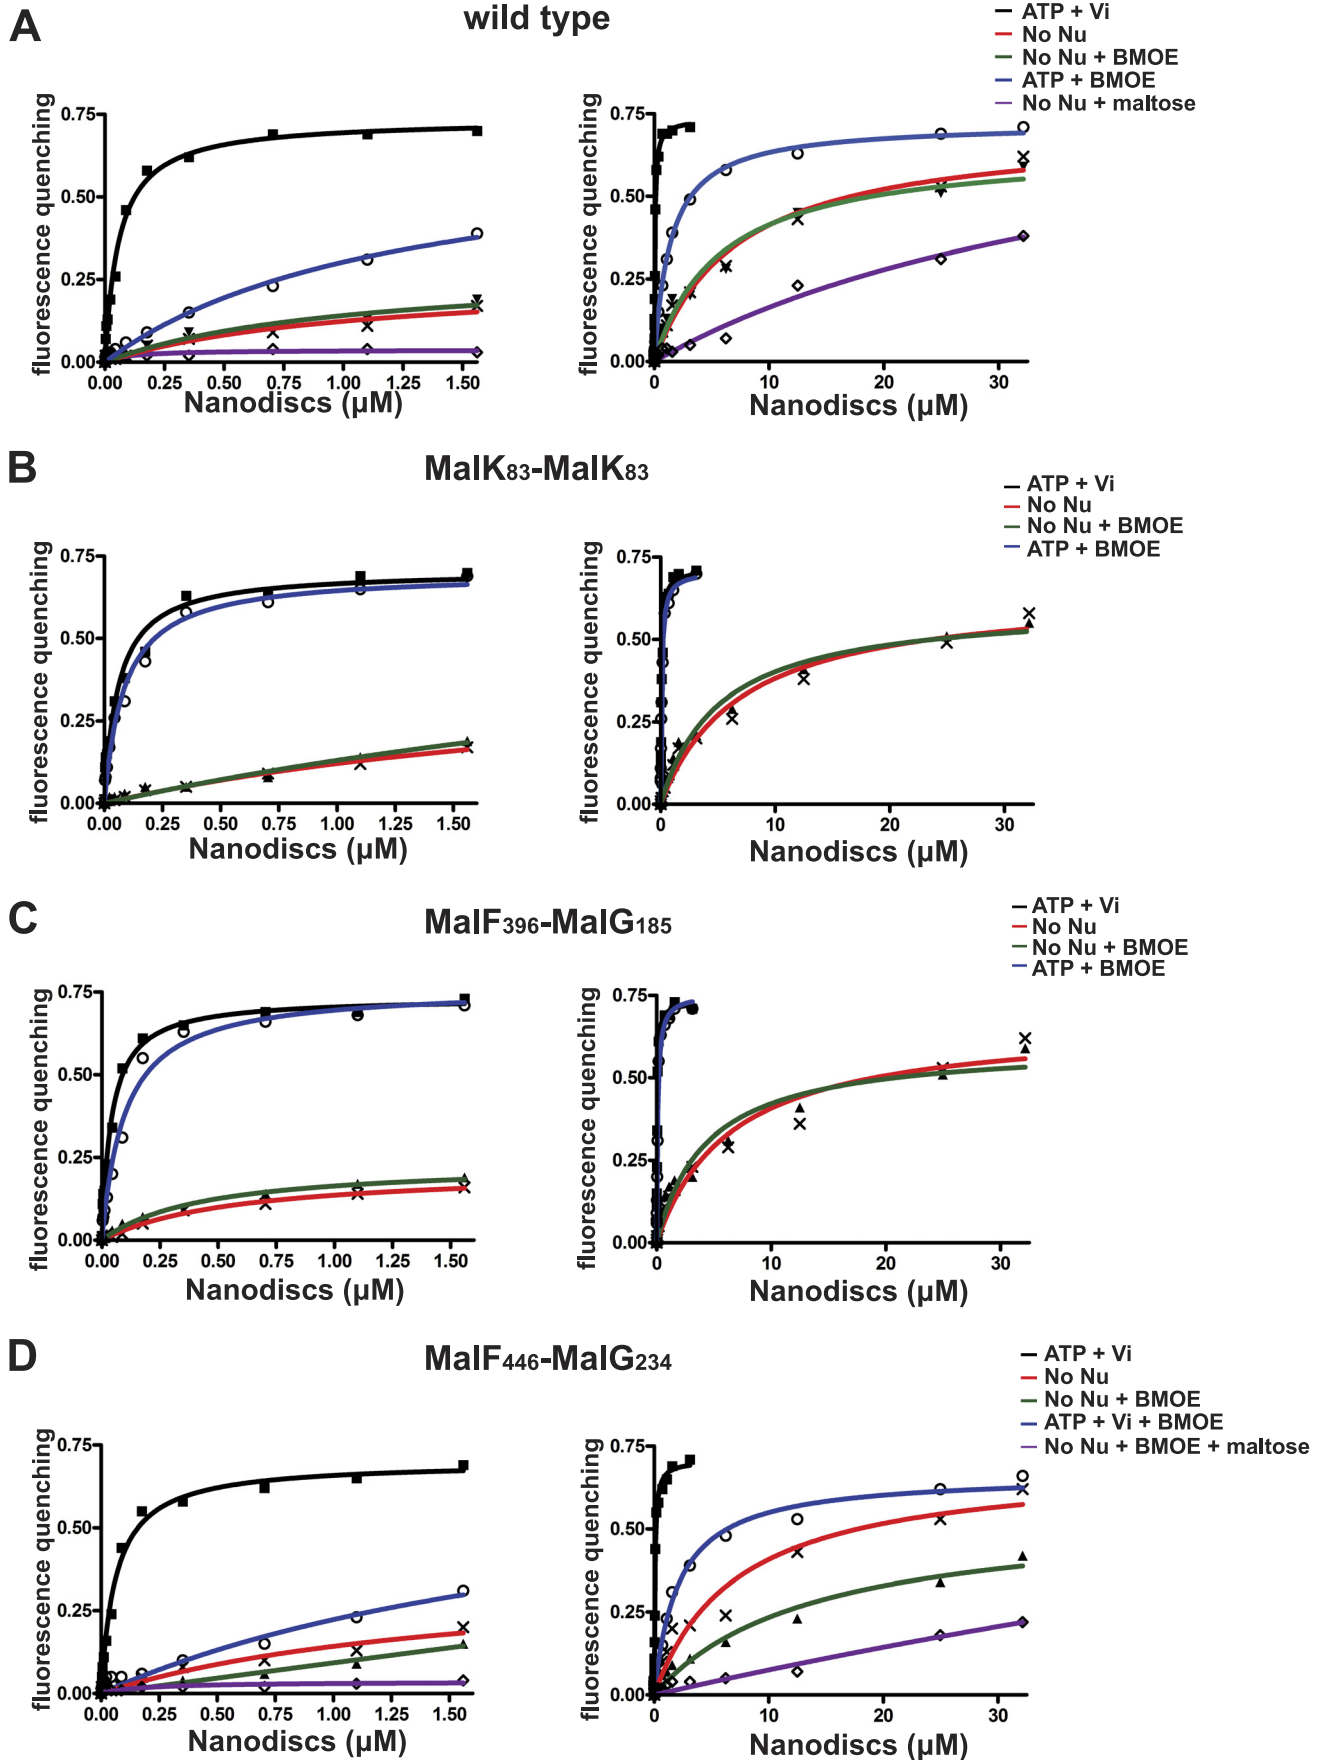 A
wild type
ATP + Vi
No Nu
No Nu + BMOE
ATP + BMOE
No Nu + maltose
fluorescence quenching
0.75
0.50
0.25
0.00
0.00 0.25 0.50 0.75 1.00 1.25 1.50
Nanodiscs (µM)
fluorescence quenching
0.75
0.50
0.25
0.00
0 10 20 30
Nanodiscs (µM)
B
MalK83-MalK83
ATP + Vi
No Nu
No Nu + BMOE
ATP + BMOE
fluorescence quenching
0.75
0.50
0.25
0.00
0.00 0.25 0.50 0.75 1.00 1.25 1.50
Nanodiscs (µM)
fluorescence quenching
0.75
0.50
0.25
0.00
0 10 20 30
Nanodiscs (µM)
C
MalF396-MalG185
ATP + Vi
No Nu
No Nu + BMOE
ATP + BMOE
fluorescence quenching
0.75
0.50
0.25
0.00
0.00 0.25 0.50 0.75 1.00 1.25 1.50
Nanodiscs (µM)
fluorescence quenching
0.75
0.50
0.25
0.00
0 10 20 30
Nanodiscs (µM)
D
MalF446-MalG234
ATP + Vi
No Nu
No Nu + BMOE
ATP + Vi + BMOE
No Nu + BMOE + maltose
fluorescence quenching
0.75
0.50
0.25
0.00
0.00 0.25 0.50 0.75 1.00 1.25 1.50
Nanodiscs (µM)
fluorescence quenching
0.75
0.50
0.25
0.00
0 10 20 30
Nanodiscs (µM)